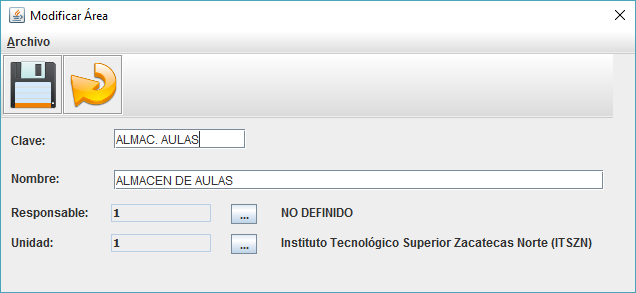 Modificar Área
Archivo
Clave: ALMAC. AULAS
Nombre: ALMACEN DE AULAS
Responsable: 1 ... NO DEFINIDO
Unidad: 1 ... Instituto Tecnológico Superior Zacatecas Norte (ITSZN)